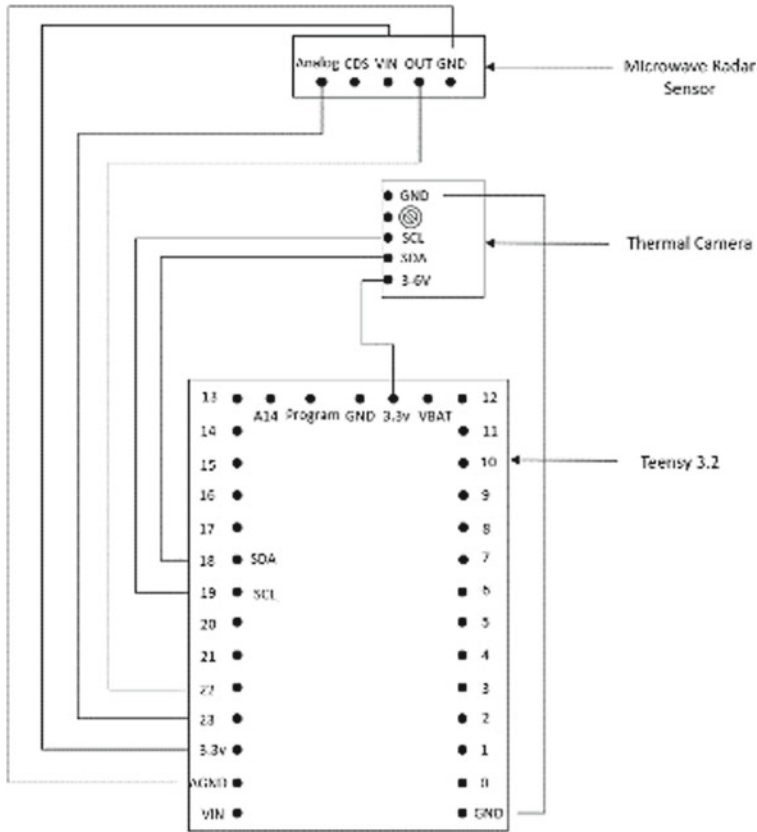 Analog CDS VIN OUT GND
Microwave Radar
Sensor
GND
SCL
SDA
3-6V
Thermal Camera
13 12
A14 Program GND 3.3v VBAT
14 11
15 10
Teensy 3.2
16 9
17 8
18 SDA 7
19 SCL 6
20 5
21 4
22 3
23 2
3.3v 1
AGND 0
VIN GND